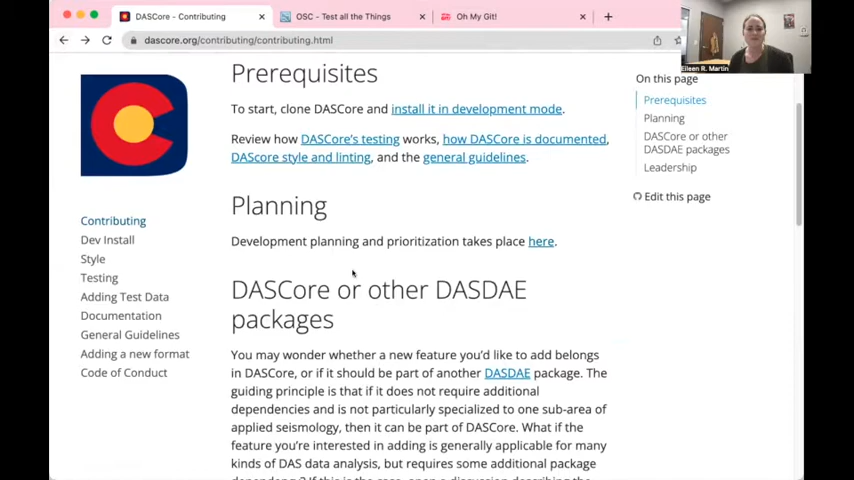 DASCore - Contributing
OSC - Test all the Things
Oh My Git!
dascore.org/contributing/contributing.html
Eileen R. Martin
Prerequisites
To start, clone DASCore and install it in development mode.
Review how DASCore's testing works, how DASCore is documented,
DAScore style and linting, and the general guidelines.
Planning
Development planning and prioritization takes place here.
DASCore or other DASDAE
packages
You may wonder whether a new feature you'd like to add belongs
in DASCore, or if it should be part of another DASDAE package. The
guiding principle is that if it does not require additional
dependencies and is not particularly specialized to one sub-area of
applied seismology, then it can be part of DASCore. What if the
feature you're interested in adding is generally applicable for many
kinds of DAS data analysis, but requires some additional package
Contributing
Dev Install
Style
Testing
Adding Test Data
Documentation
General Guidelines
Adding a new format
Code of Conduct
On this page
Prerequisites
Planning
DASCore or other
DASDAE packages
Leadership
Edit this page